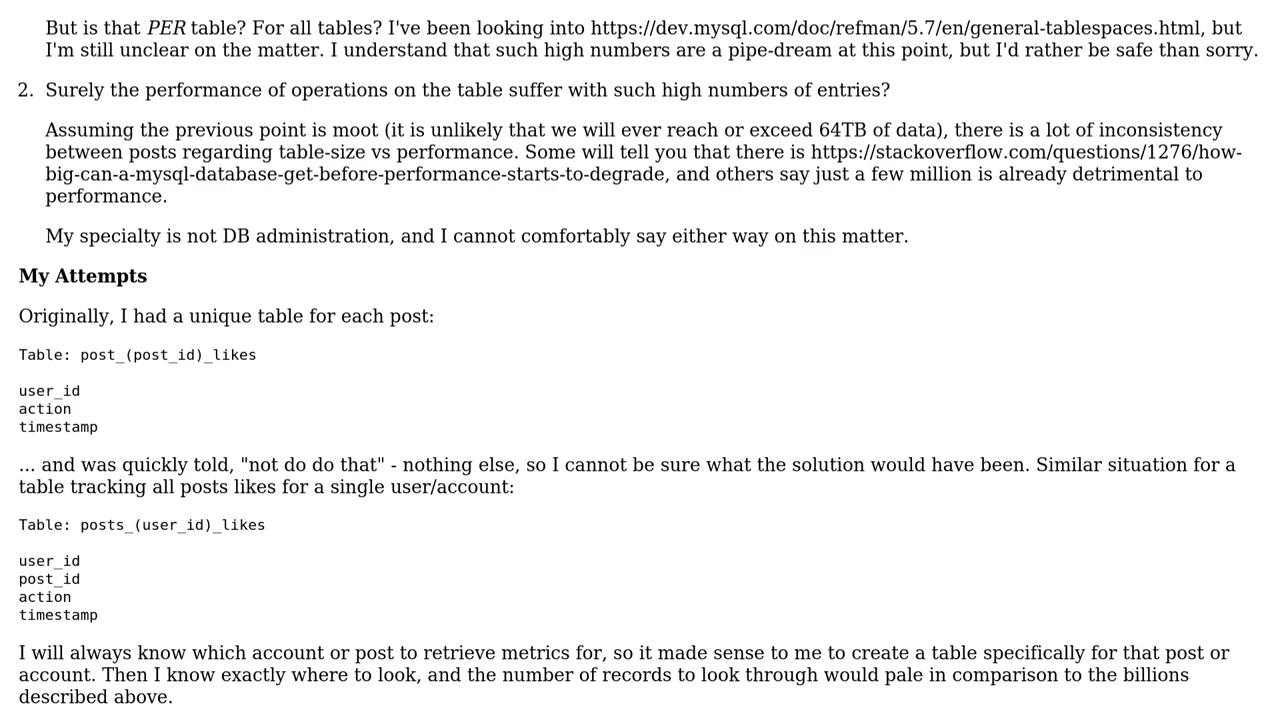 But is that PER table? For all tables? I've been looking into https://dev.mysql.com/doc/refman/5.7/en/general-tablespaces.html, but
I'm still unclear on the matter. I understand that such high numbers are a pipe-dream at this point, but I'd rather be safe than sorry.
2. Surely the performance of operations on the table suffer with such high numbers of entries?
Assuming the previous point is moot (it is unlikely that we will ever reach or exceed 64TB of data), there is a lot of inconsistency
between posts regarding table-size vs performance. Some will tell you that there is https://stackoverflow.com/questions/1276/how-
big-can-a-mysql-database-get-before-performance-starts-to-degrade, and others say just a few million is already detrimental to
performance.
My specialty is not DB administration, and I cannot comfortably say either way on this matter.
My Attempts
Originally, I had a unique table for each post:
Table: post_(post_id)_likes
user_id
action
timestamp
... and was quickly told, "not do do that" - nothing else, so I cannot be sure what the solution would have been. Similar situation for a
table tracking all posts likes for a single user/account:
Table: posts_(user_id)_likes
user_id
post_id
action
timestamp
I will always know which account or post to retrieve metrics for, so it made sense to me to create a table specifically for that post or
account. Then I know exactly where to look, and the number of records to look through would pale in comparison to the billions
described above.